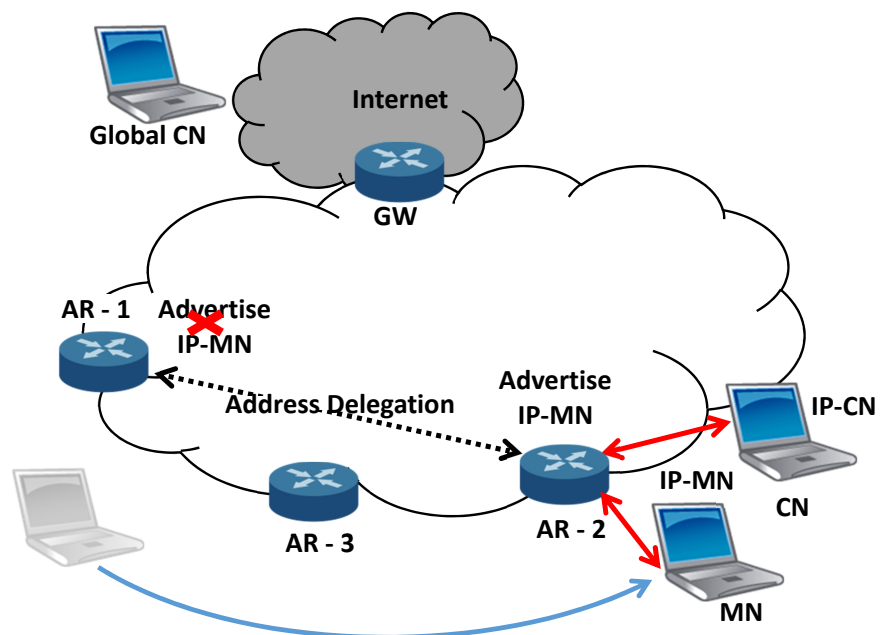 Internet
Global CN
GW
AR - 1
Advertise
IP-MN
Address Delegation
Advertise
IP-MN
IP-CN
IP-MN
CN
AR - 3
AR - 2
MN